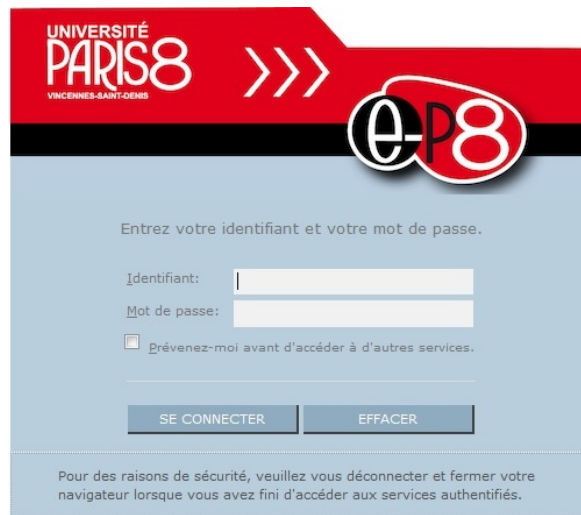 UNIVERSITÉ
PARIS8
VINCENNES-SAINT-DENIS
e-P8
Entrez votre identifiant et votre mot de passe.
Identifiant:
Mot de passe:
Prévenez-moi avant d'accéder à d'autres services.
SE CONNECTER EFFACER
Pour des raisons de sécurité, veuillez vous déconnecter et fermer votre
navigateur lorsque vous avez fini d'accéder aux services authentifiés.